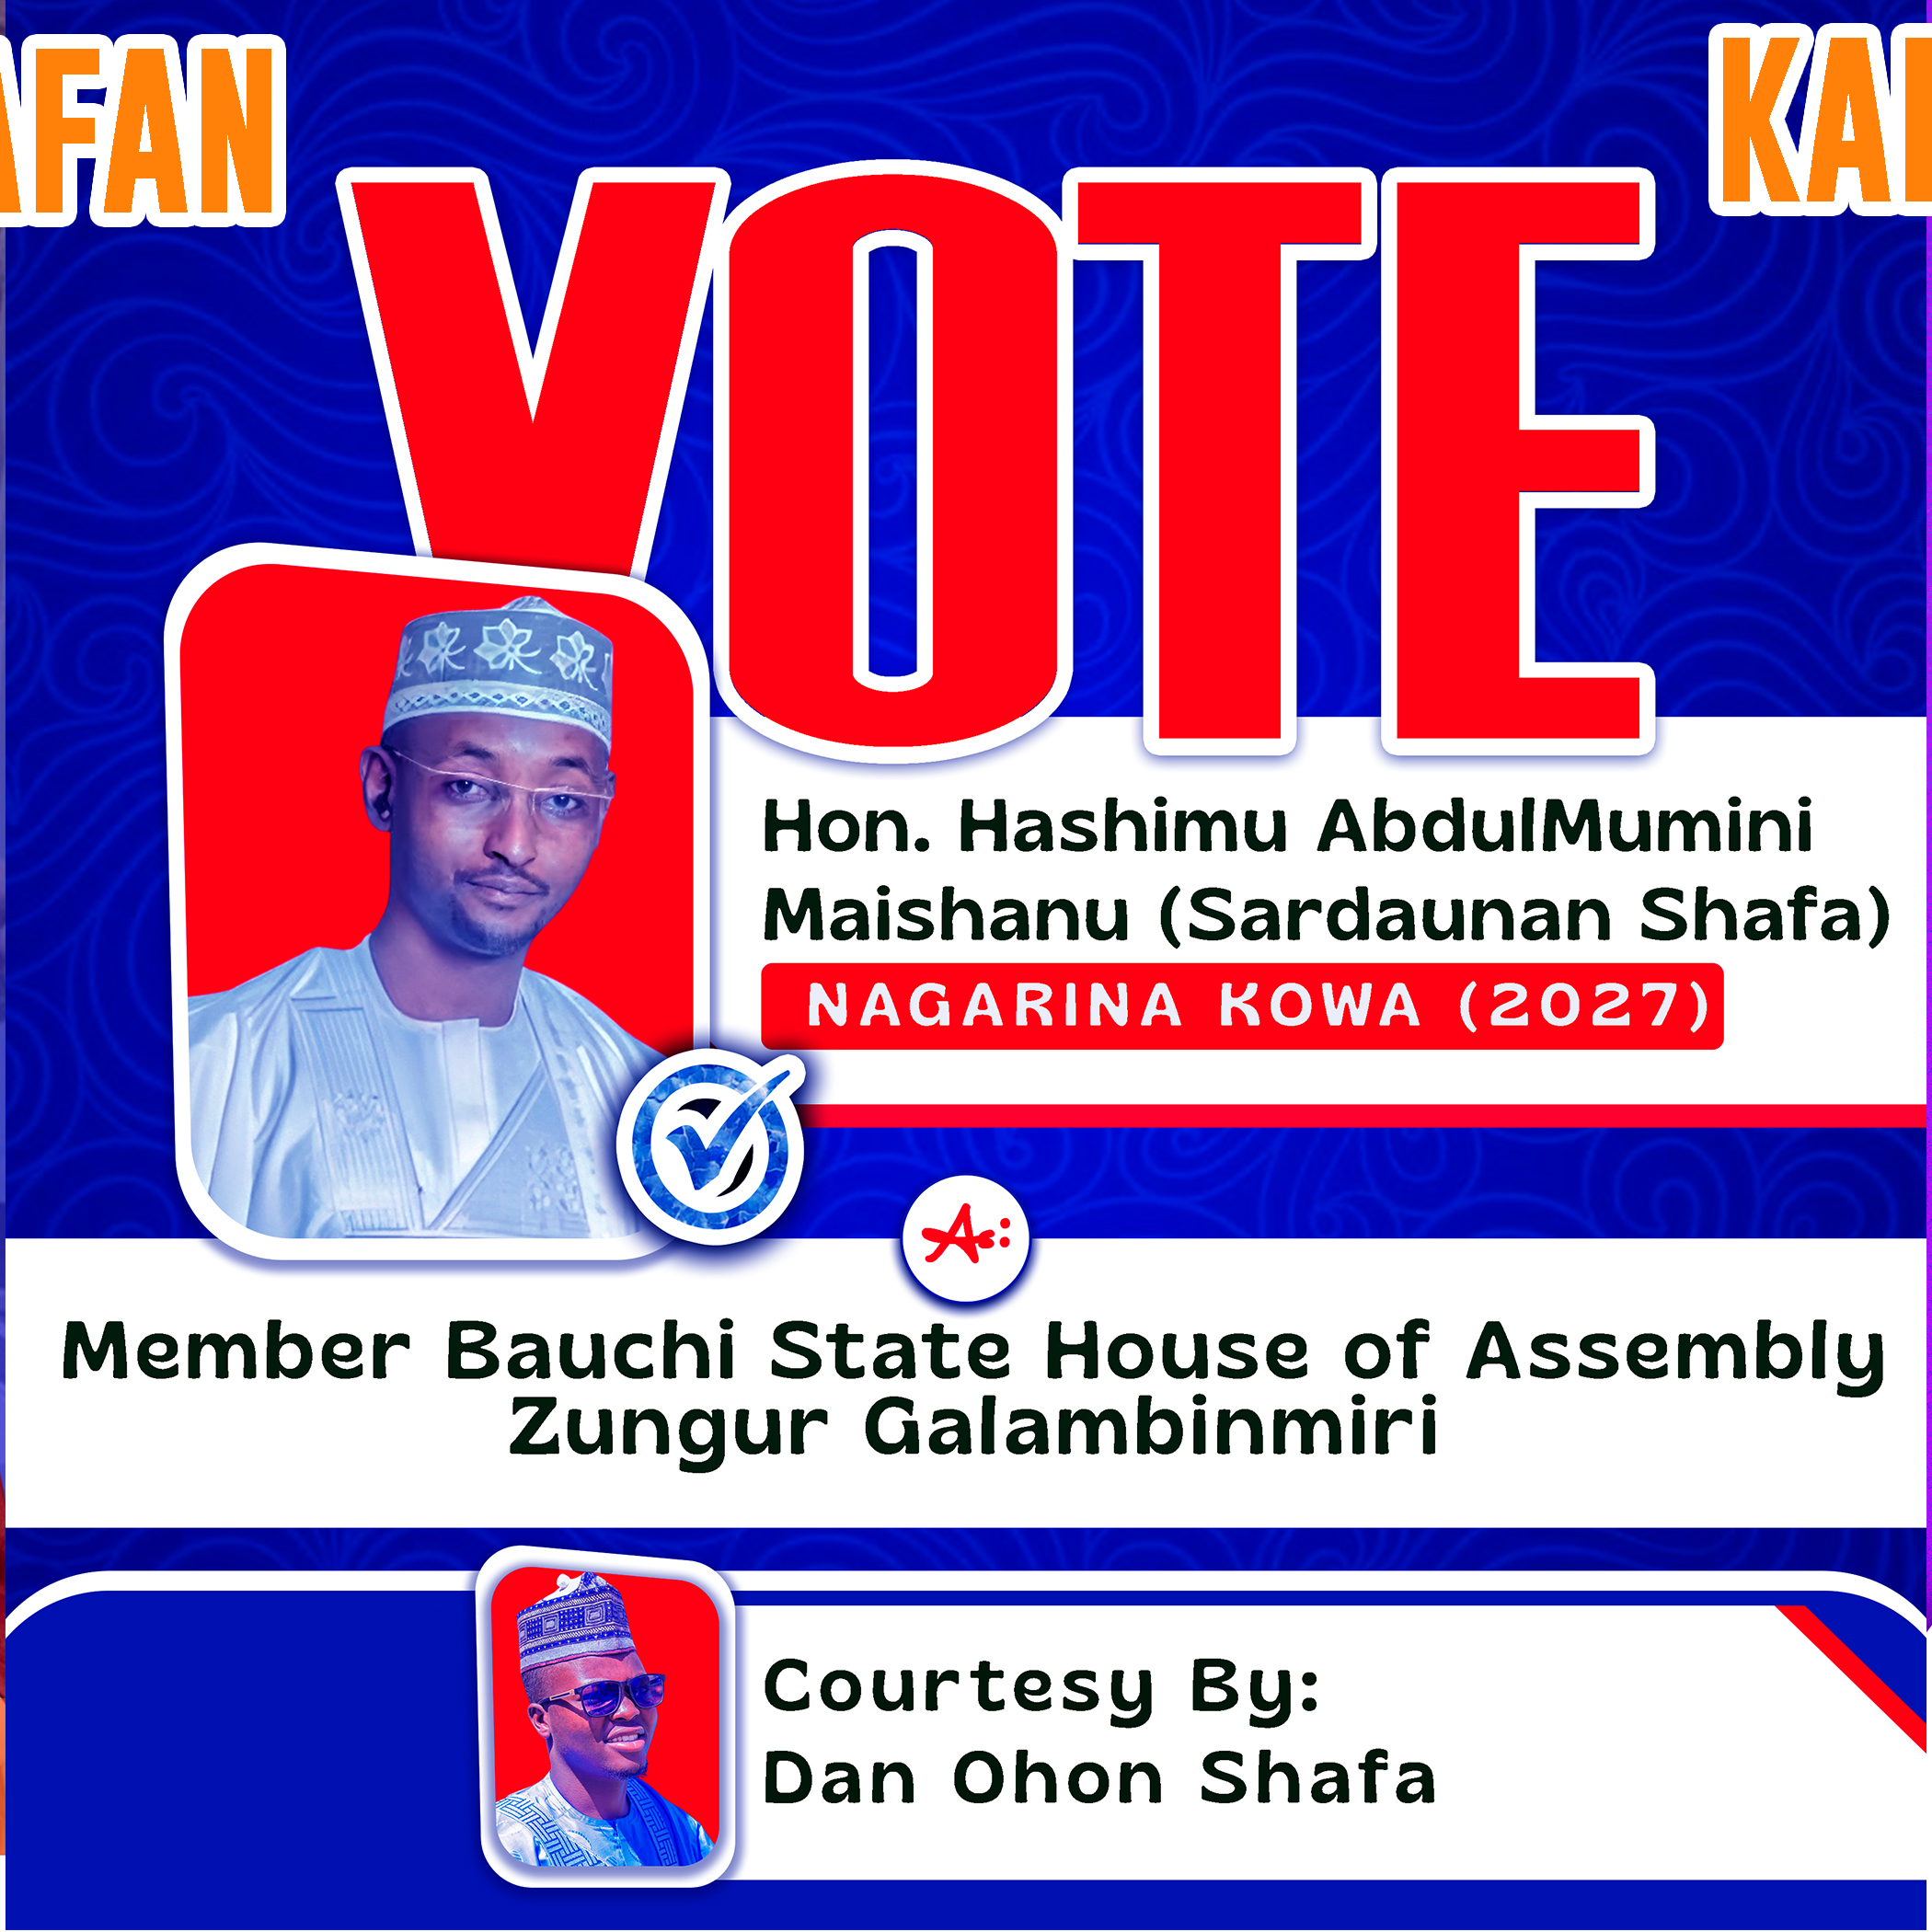 AFAN
VOTE
Hon. Hashimu AbdulMumini
Maishanu (Sardaunan Shafa)
NAGARINA KOWA (2027)
Member Bauchi State House of Assembly
Zungur Galambinmiri
Courtesy By:
Dan Ohon Shafa